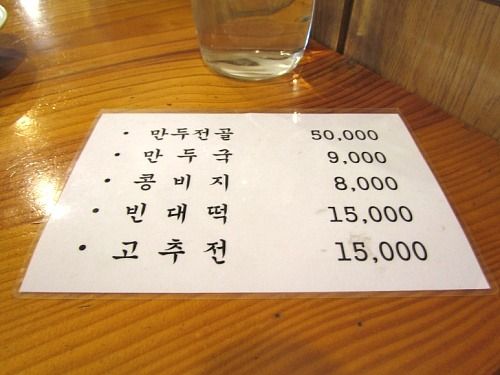 • 만두전골 50,000
• 만두국 9,000
• 콩비지 8,000
• 빈대떡 15,000
• 고추전 15,000